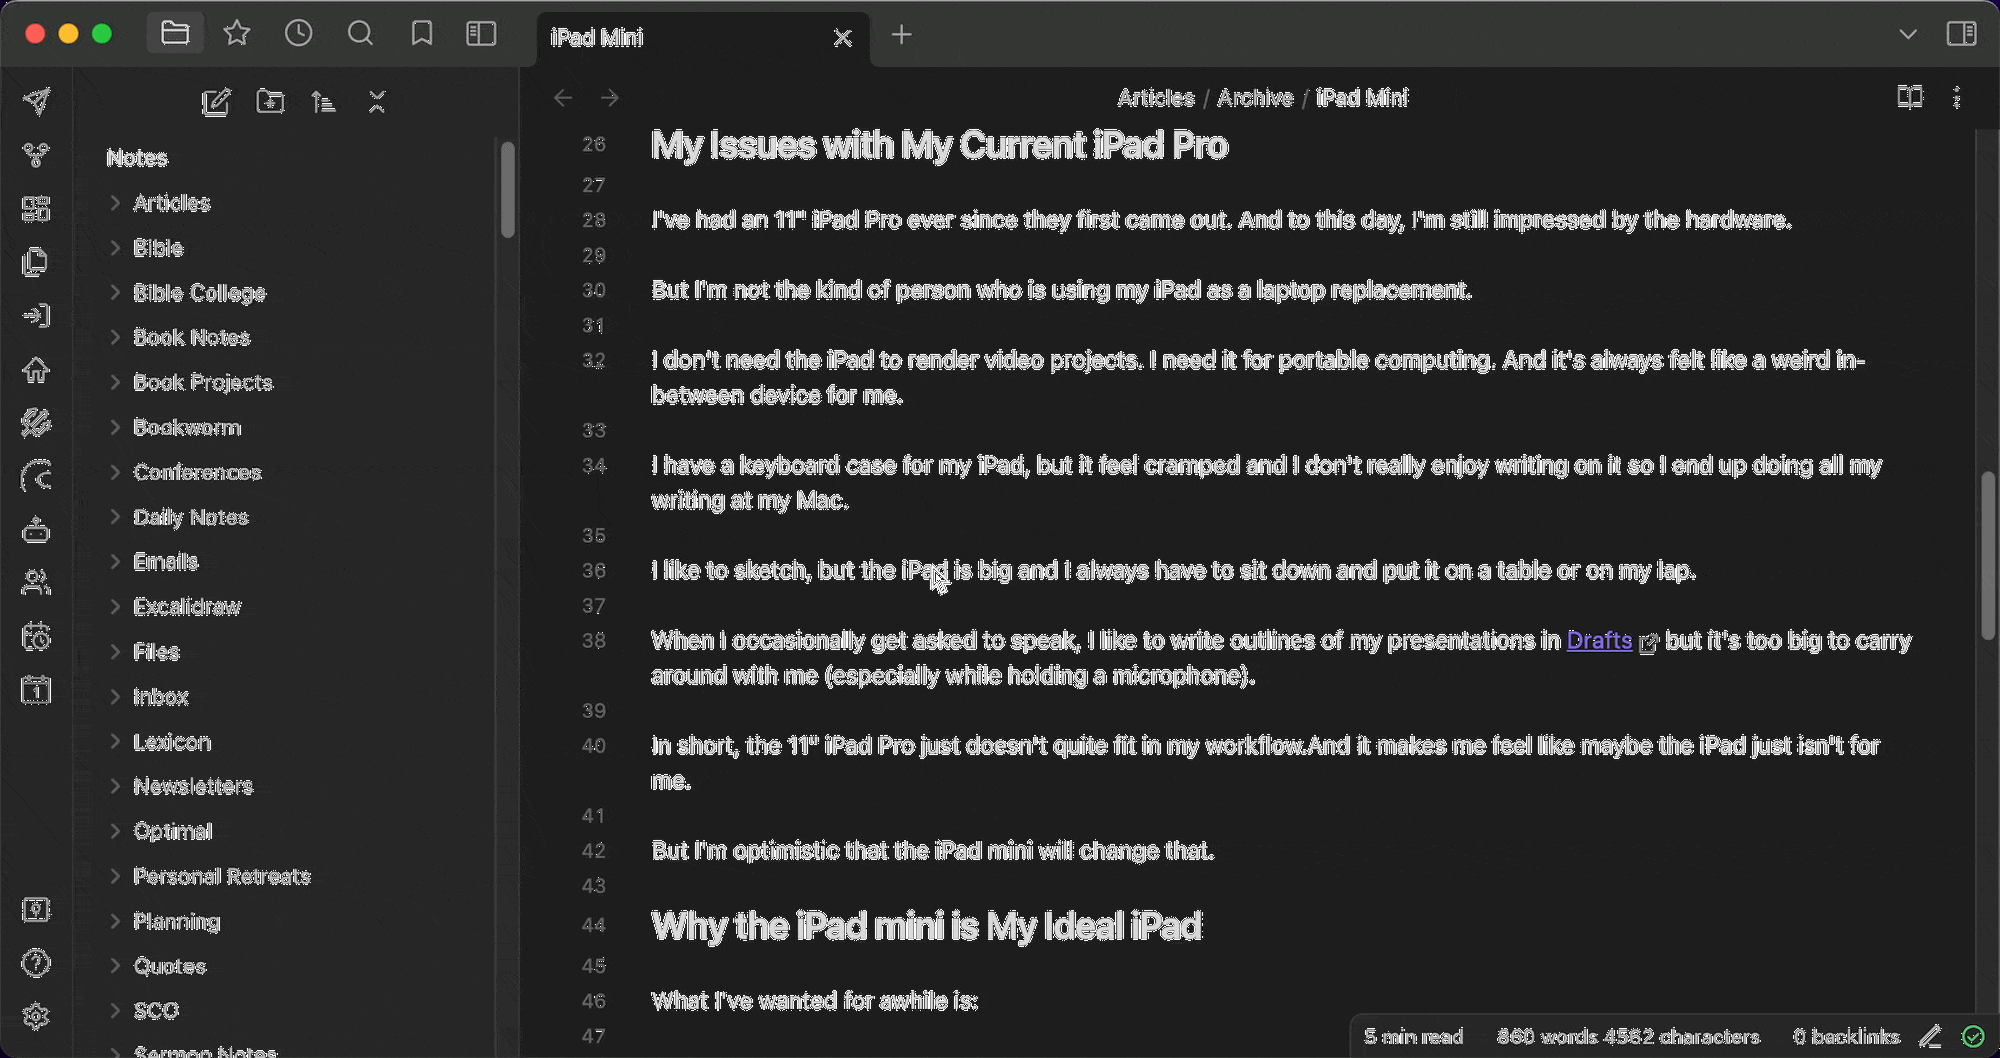 iPad Mini
Articles / Archive / iPad Mini
Notes
Articles
Bible
Bible College
Book Notes
Book Projects
Bookworm
Conferences
Daily Notes
Emails
Excalidraw
Files
Inbox
Lexicon
Newsletters
Optimal
Personal Retreats
Planning
Quotes
SCO
Sermon Notes
26 My Issues with My Current iPad Pro
27
28 I've had an 11" iPad Pro ever since they first came out. And to this day, I"m still impressed by the hardware.
29
30 But I'm not the kind of person who is using my iPad as a laptop replacement.
31
32 I don't need the iPad to render video projects. I need it for portable computing. And it's always felt like a weird in-
between device for me.
33
34 I have a keyboard case for my iPad, but it feel cramped and I don't really enjoy writing on it so I end up doing all my
writing at my Mac.
35
36 I like to sketch, but the iPad is big and I always have to sit down and put it on a table or on my lap.
37
38 When I occasionally get asked to speak, I like to write outlines of my presentations in Drafts but it's too big to carry
around with me (especially while holding a microphone).
39
40 In short, the 11" iPad Pro just doesn't quite fit in my workflow.And it makes me feel like maybe the iPad just isn't for
me.
41
42 But I'm optimistic that the iPad mini will change that.
43
44 Why the iPad mini is My Ideal iPad
45
46 What I've wanted for awhile is:
47
5 min read 860 words 4562 characters 0 backlinks